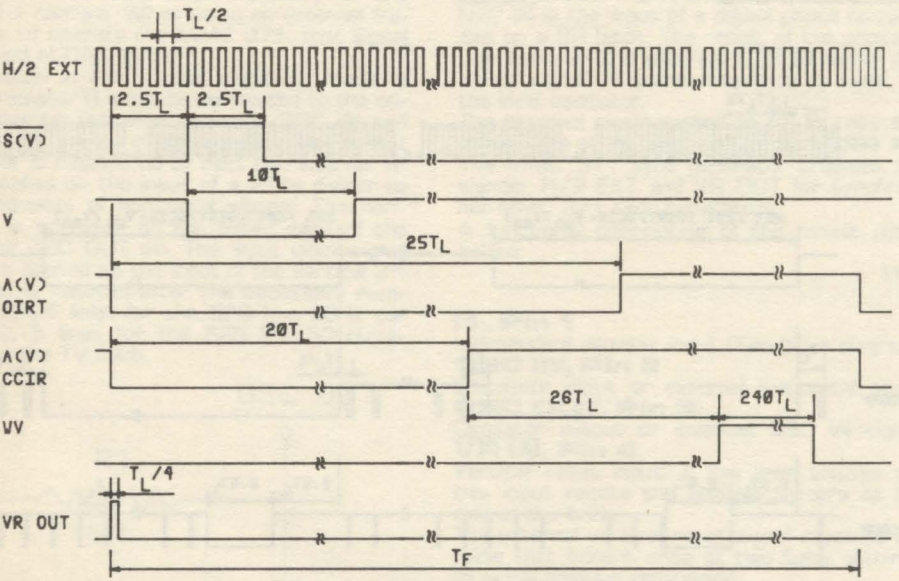 T_L/2
H/2 EXT
2.5T_L 2.5T_L
S(V)
10T_L
V
25T_L
A(V)
OIRT
20T_L
A(V)
CCIR
26T_L 240T_L
WV
T_L/4
VR OUT
T_F